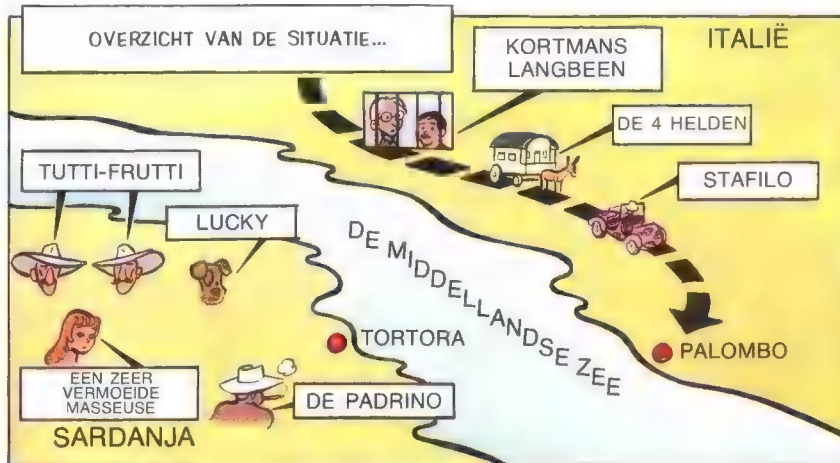 OVERZICHT VAN DE SITUATIE...
ITALIË
KORTMANS
LANGBEEN
DE 4 HELDEN
STAFILO
TUTTI-FRUTTI
LUCKY
DE MIDDELLANDSE ZEE
TORTORA
PALOMBO
EEN ZEER
VERMOEIDE
MASSEUSE
DE PADRINO
SARDANJA